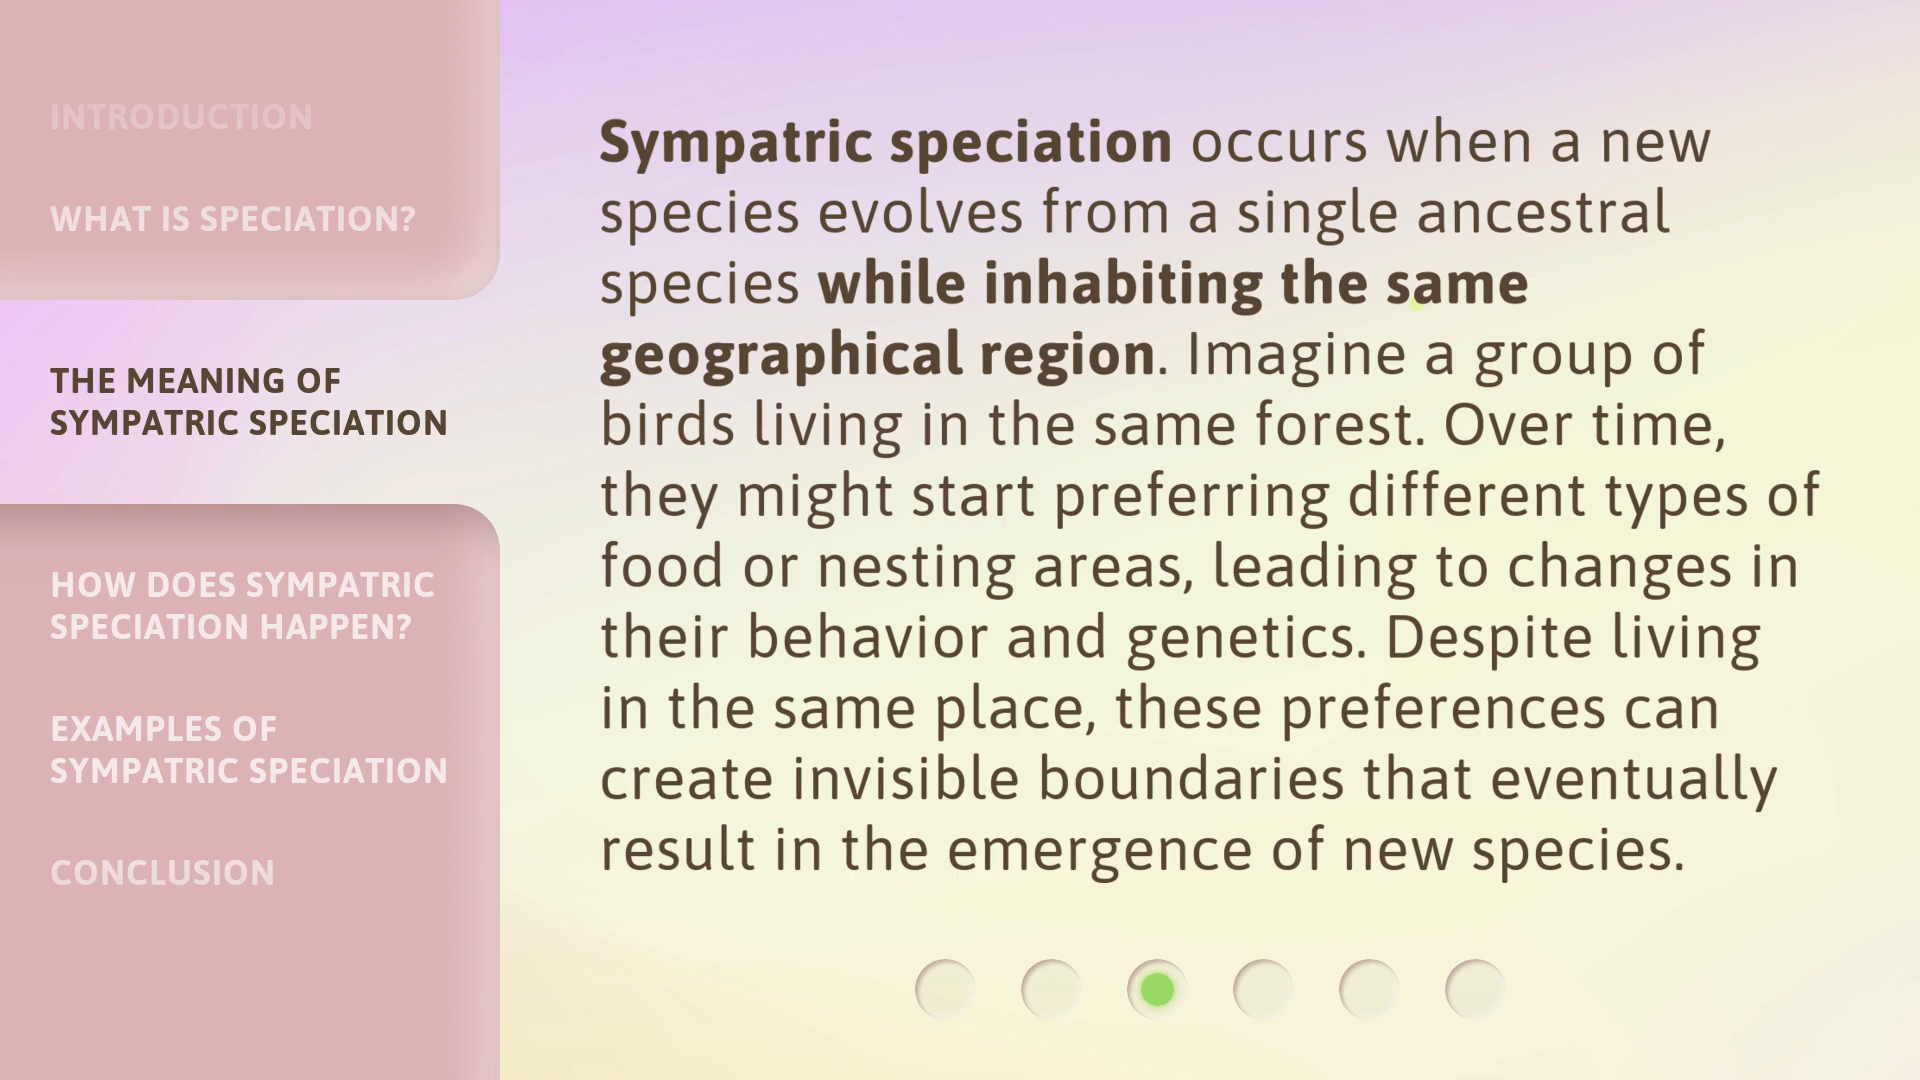 INTRODUCTION
WHAT IS SPECIATION?
THE MEANING OF
SYMPATRIC SPECIATION
HOW DOES SYMPATRIC
SPECIATION HAPPEN?
EXAMPLES OF
SYMPATRIC SPECIATION
CONCLUSION
Sympatric speciation occurs when a new
species evolves from a single ancestral
species while inhabiting the same
geographical region. Imagine a group of
birds living in the same forest. Over time,
they might start preferring different types of
food or nesting areas, leading to changes in
their behavior and genetics. Despite living
in the same place, these preferences can
create invisible boundaries that eventually
result in the emergence of new species.